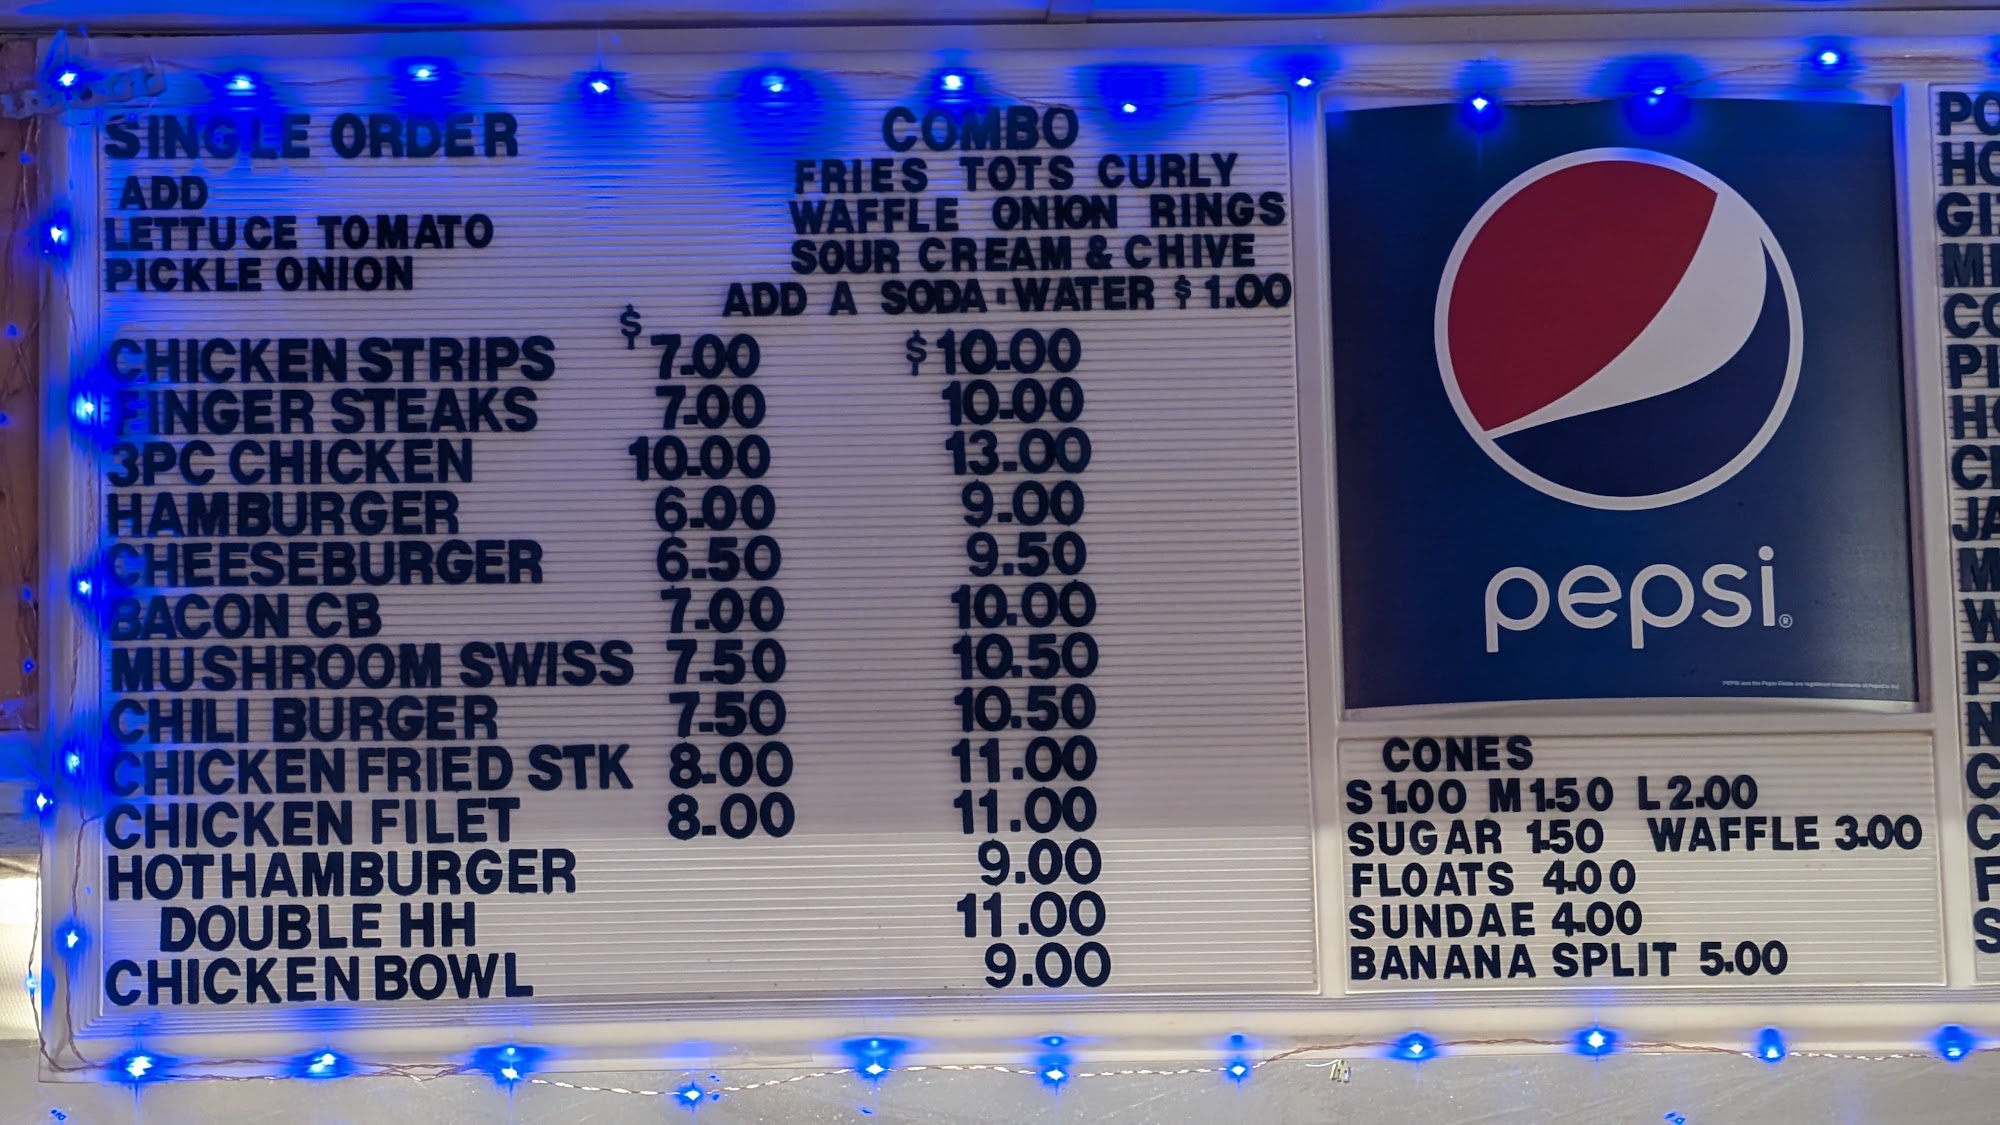 SINGLE ORDER
ADD
LETTUCE TOMATO
PICKLE ONION
COMBO
FRIES TOTS CURLY
WAFFLE ONION RINGS
SOUR CREAM & CHIVE
ADD A SODA WATER $ 1.00
CHICKEN STRIPS $ 7.00 $ 10.00
FINGER STEAKS 7.00 10.00
3PC CHICKEN 10.00 13.00
HAMBURGER 6.00 9.00
CHEESEBURGER 6.50 9.50
BACON CB 7.00 10.00
MUSHROOM SWISS 7.50 10.50
CHILI BURGER 7.50 10.50
CHICKEN FRIED STK 8.00 11.00
CHICKEN FILET 8.00 11.00
HOTHAMBURGER 9.00
DOUBLE HH 11.00
CHICKEN BOWL 9.00
pepsi®
CONES
S 1.00 M 1.50 L 2.00
SUGAR 1.50 WAFFLE 3.00
FLOATS 4.00
SUNDAE 4.00
BANANA SPLIT 5.00